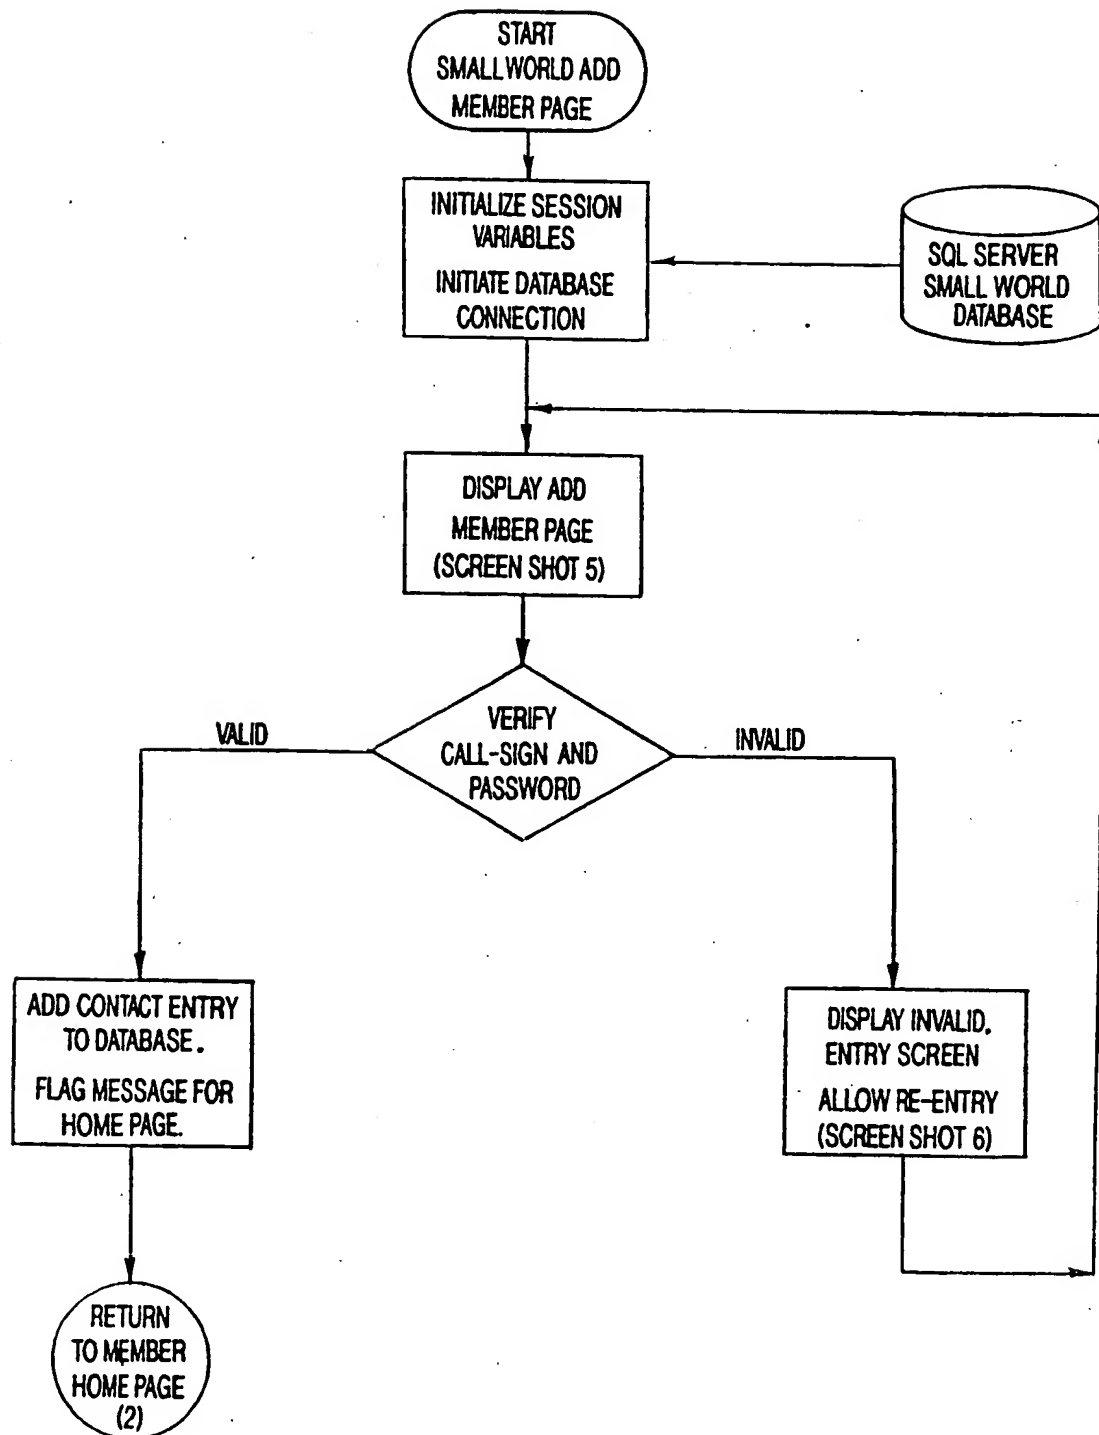 START
SMALLWORLD ADD
MEMBER PAGE
INITIALIZE SESSION
VARIABLES
INITIATE DATABASE
CONNECTION
SQL SERVER
SMALL WORLD
DATABASE
DISPLAY ADD
MEMBER PAGE
(SCREEN SHOT 5)
VERIFY
CALL-SIGN AND
PASSWORD
VALID
INVALID
ADD CONTACT ENTRY
TO DATABASE.
FLAG MESSAGE FOR
HOME PAGE.
DISPLAY INVALID.
ENTRY SCREEN
ALLOW RE-ENTRY
(SCREEN SHOT 6)
RETURN
TO MEMBER
HOME PAGE
(2)